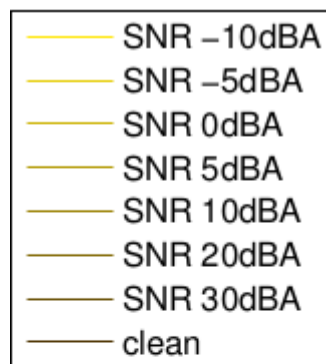 SNR −10dBA
SNR −5dBA
SNR 0dBA
SNR 5dBA
SNR 10dBA
SNR 20dBA
SNR 30dBA
clean